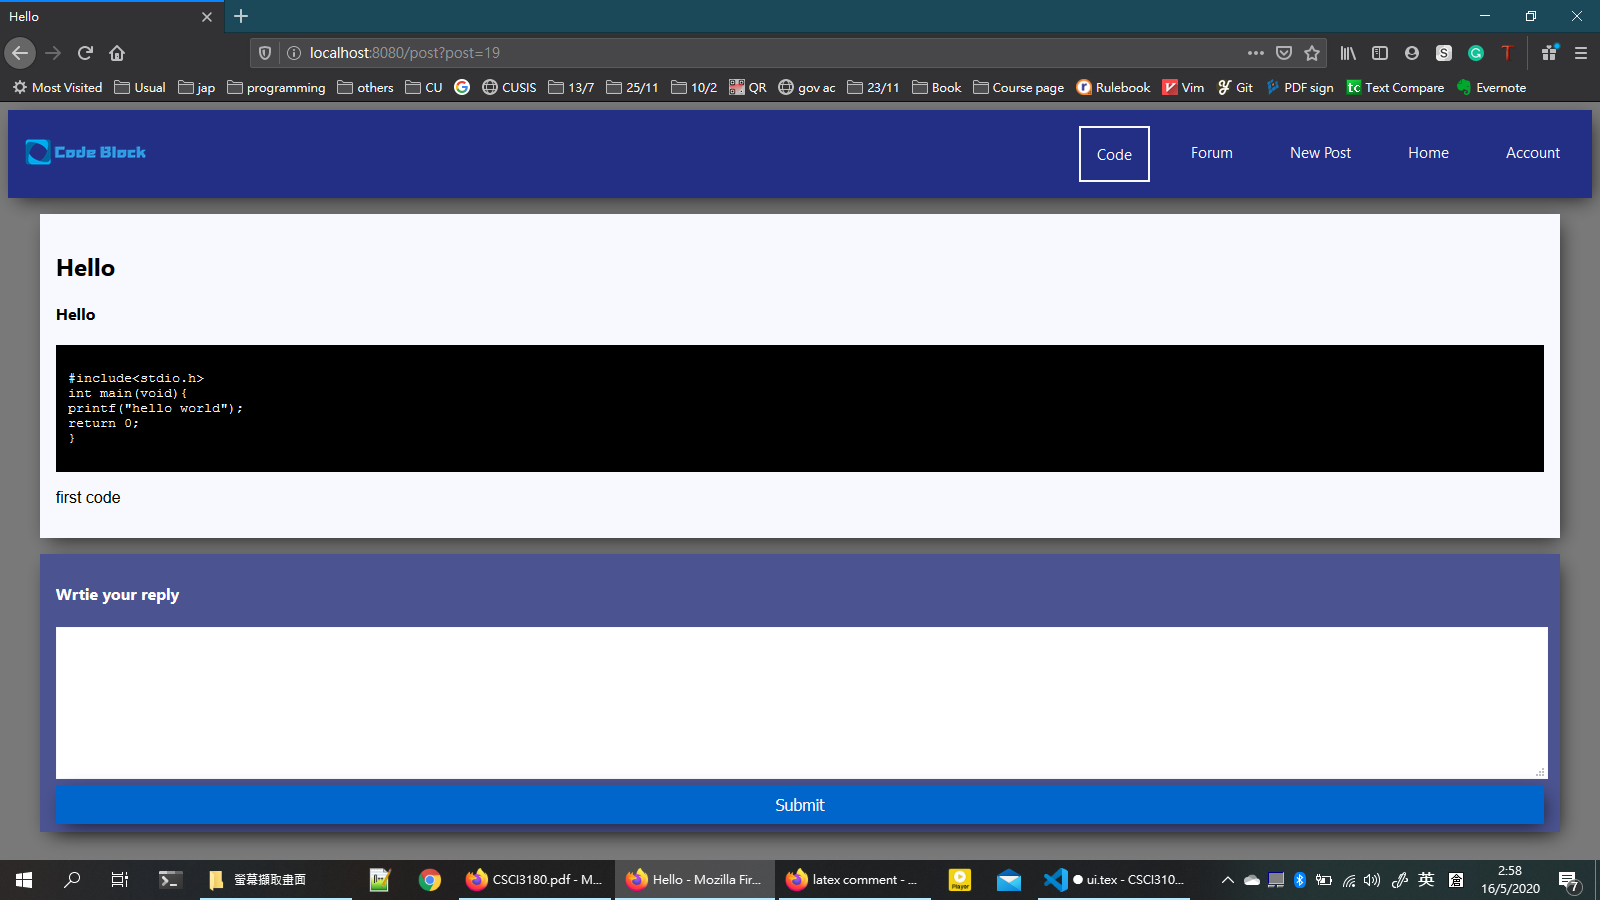 Hello
localhost:8080/post?post=19
Most Visited Usual jap programming others CU CUSIS 13/7 25/11 10/2 QR gov ac 23/11 Book Course page Rulebook Vim Git PDF sign Text Compare Evernote
Code Block Code Forum New Post Home Account
Hello
Hello
#include<stdio.h>
int main(void){
printf("hello world");
return 0;
}
first code
Wrtie your reply
Submit
螢幕擷取畫面 CSCI3180.pdf - M... Hello - Mozilla Fir... latex comment - ... Player ● ui.tex - CSCI310... 英 倉 2:58
16/5/2020 7